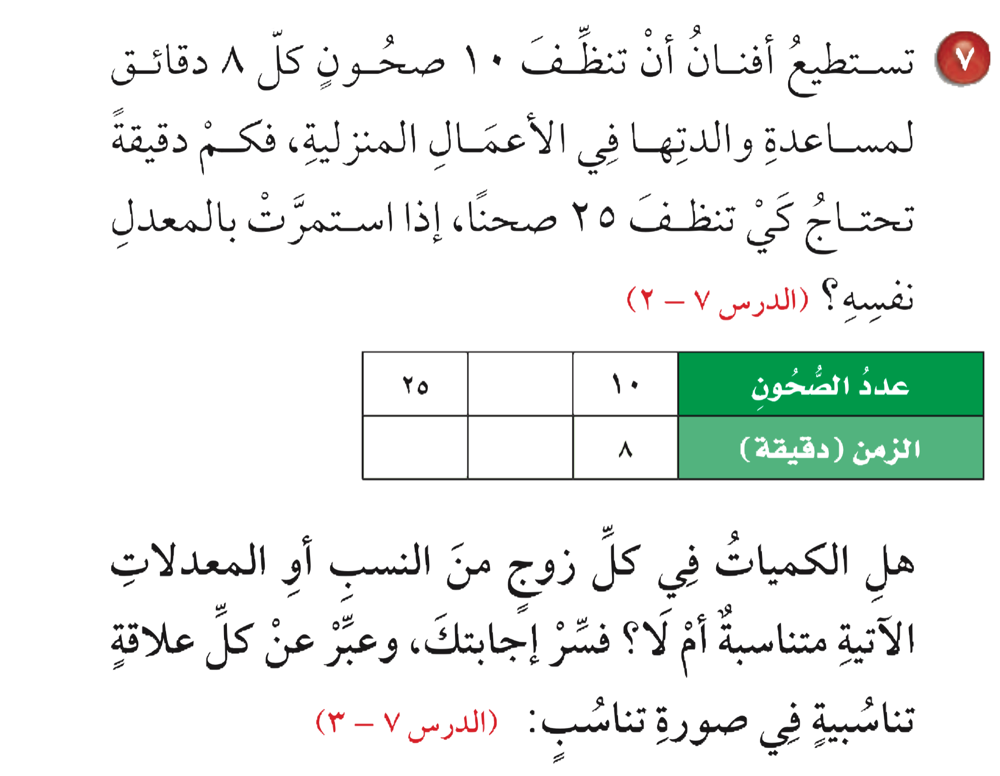 ٧ تستطيعُ أفنانُ أنْ تنظِّفَ ١٠ صحُونٍ كلّ ٨ دقائق
لمساعدةِ والدتِها فِي الأعمَالِ المنزليةِ، فكمْ دقيقةً
تحتاجُ كَيْ تنظفَ ٢٥ صحنًا، إذا استمرَّتْ بالمعدلِ
نفسِهِ؟ (الدرس ٧ – ٢)
عددُ الصُّحُونِ ١٠ ٢٥
الزمن (دقيقة) ٨
هلِ الكمياتُ فِي كلِّ زوجٍ منَ النسبِ أوِ المعدلاتِ
الآتيةِ متناسبةٌ أمْ لَا؟ فسِّرْ إجابتكَ، وعبِّرْ عنْ كلِّ علاقةٍ
تناسُبيةٍ فِي صورةِ تناسُبٍ: (الدرس ٧ – ٣)